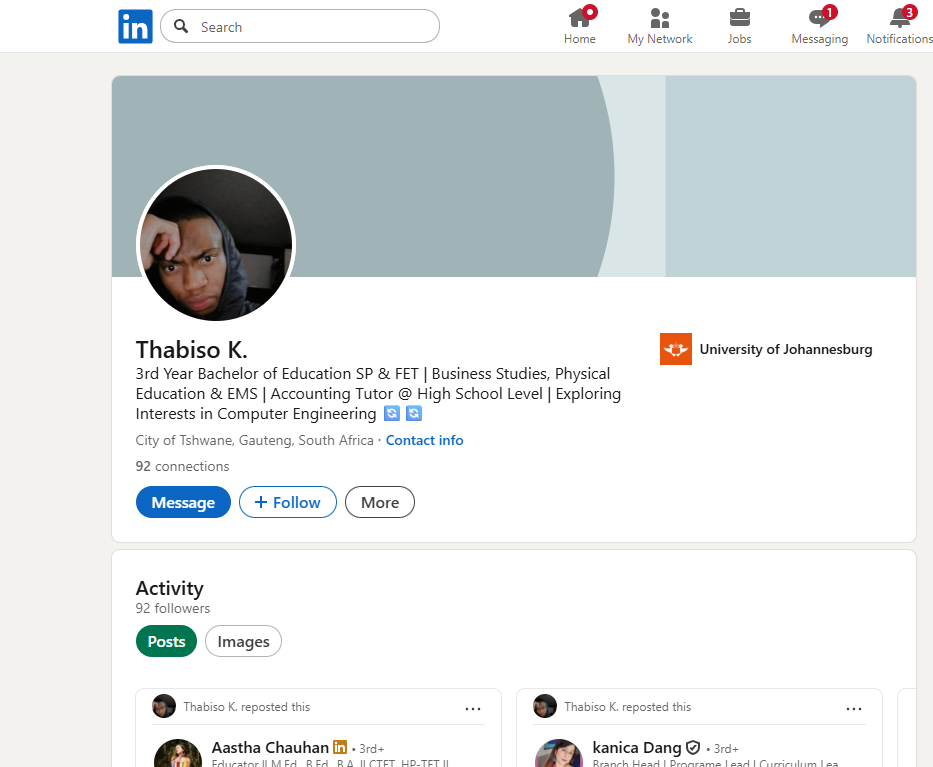 in
Search
Home
My Network
Jobs
1
Messaging
3
Notifications
Thabiso K.
3rd Year Bachelor of Education SP & FET | Business Studies, Physical
Education & EMS | Accounting Tutor @ High School Level | Exploring
Interests in Computer Engineering 🔄 🔄
City of Tshwane, Gauteng, South Africa · Contact info
92 connections
Message
+ Follow
More
University of Johannesburg
Activity
92 followers
Posts
Images
Thabiso K. reposted this
...
Aastha Chauhan in • 3rd+
Educator || M.Ed., B.Ed., B.A. || CTET, HP-TET ||
Thabiso K. reposted this
...
kanica Dang • 3rd+
Branch Head | Programe Lead | Curriculum Lea